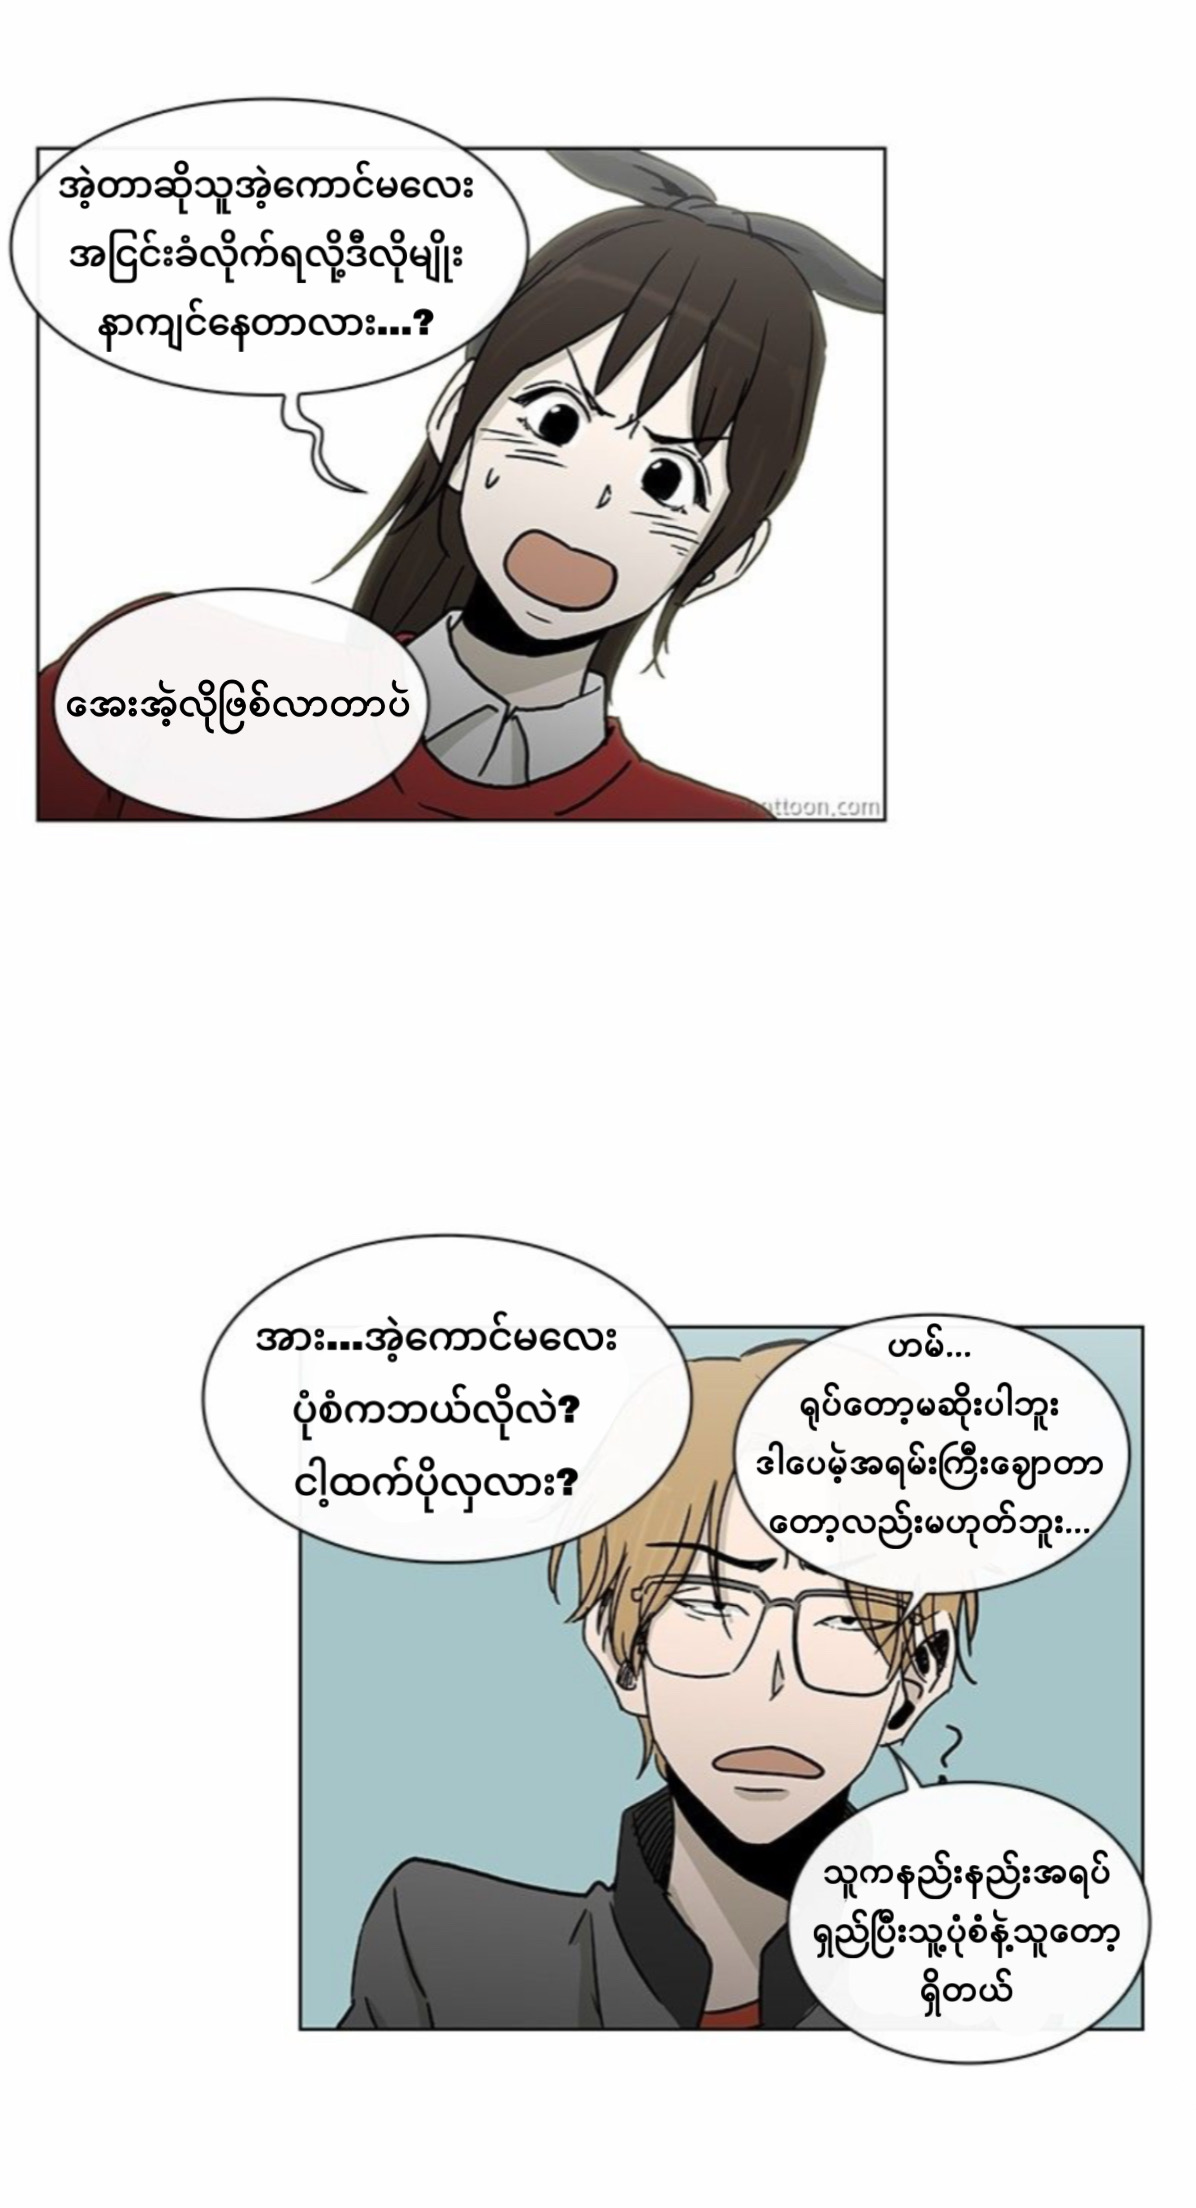 အဲ့တာဆိုသူအဲ့ကောင်မလေး
အငြင်းခံလိုက်ရလို့ဒီလိုမျိုး
နာကျင်နေတာလား...?
အေးအဲ့လိုဖြစ်လာတာပဲ
အား...အဲ့ကောင်မလေး
ပုံစံကဘယ်လိုလဲ?
ငါ့ထက်ပိုလှလား?
ဟမ်...
ရုပ်တော့မဆိုးပါဘူး
ဒါပေမဲ့အရမ်းကြီးချောတာ
တော့လည်းမဟုတ်ဘူး...
?
သူကနည်းနည်းအရပ်
ရှည်ပြီးသူ့ပုံစံနဲ့သူတော့
ရှိတယ်